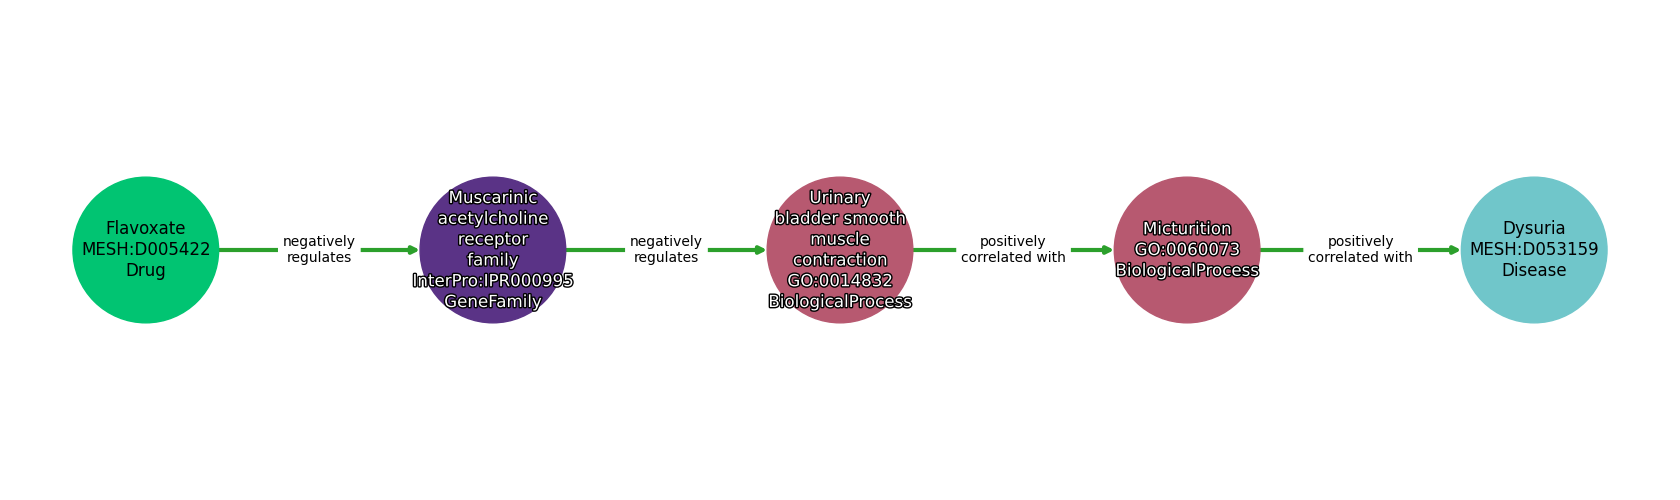 Flavoxate
MESH:D005422
Drug
negatively
regulates
Muscarinic
acetylcholine
receptor
family
InterPro:IPR000995
GeneFamily
negatively
regulates
Urinary
bladder smooth
muscle
contraction
GO:0014832
BiologicalProcess
positively
correlated with
Micturition
GO:0060073
BiologicalProcess
positively
correlated with
Dysuria
MESH:D053159
Disease